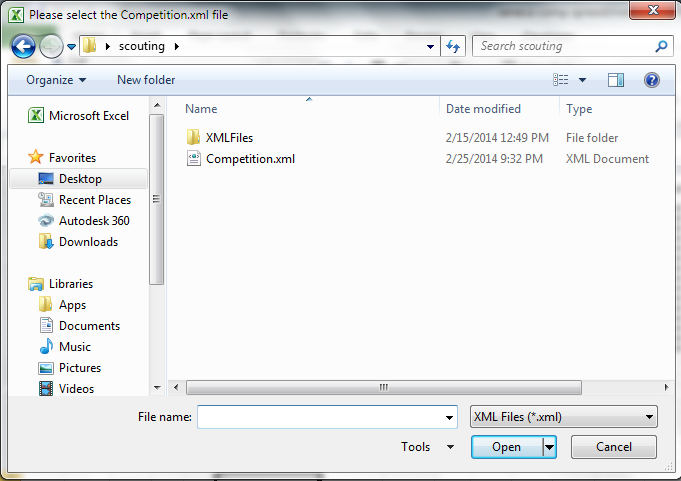 Please select the Competition.xml file
scouting
Search scouting
Organize New folder
Name Date modified Type
Microsoft Excel
Favorites
Desktop
Recent Places
Autodesk 360
Downloads
Libraries
Apps
Documents
Music
Pictures
Videos
XMLFiles 2/15/2014 12:49 PM File folder
Competition.xml 2/25/2014 9:32 PM XML Document
File name: XML Files (*.xml)
Tools Open Cancel